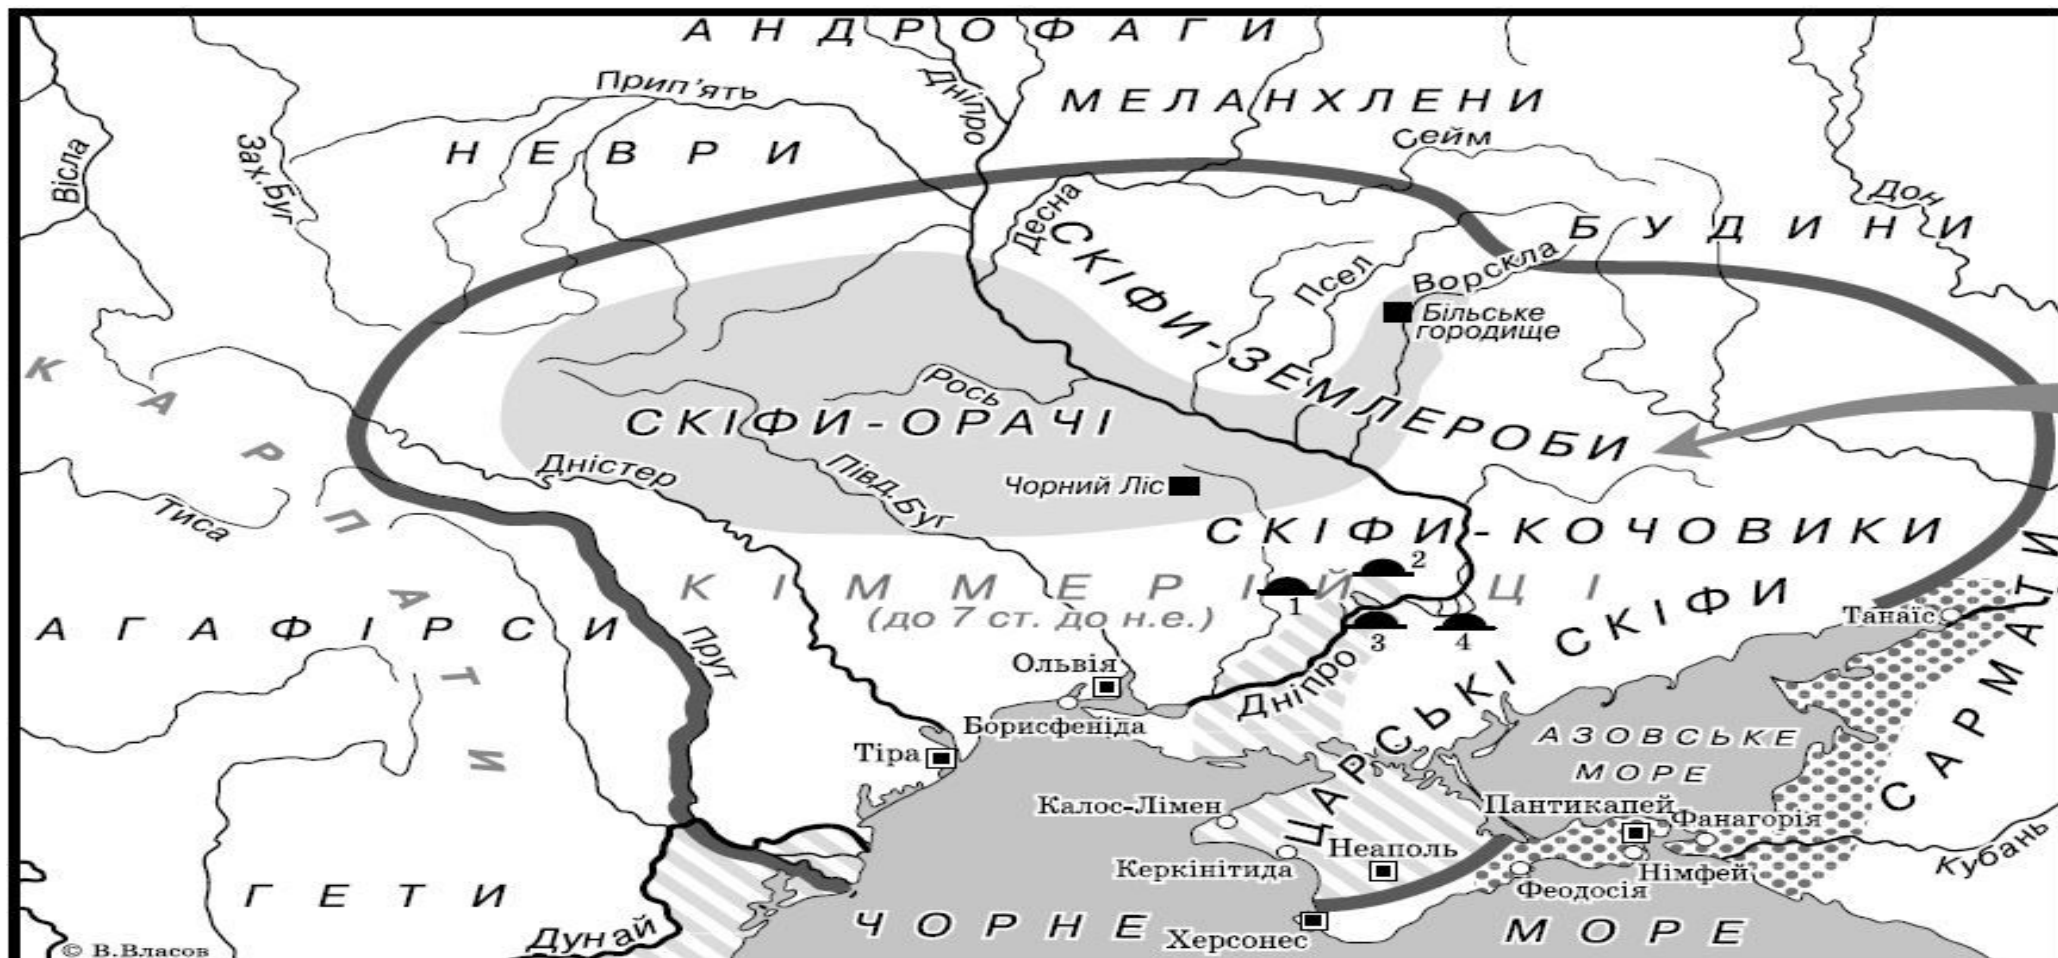 АНДРОФАГИ
Прип'ять
Дніпро
МЕЛАНХЛЕНИ
Сейм
Вісла
Зах. Буг
НЕВРИ
Дон
Десна
БУДИНИ
Псел
Ворскла
Більське
городище
СКІФИ-ЗЕМЛЕРОБИ
КАРПАТИ
Рось
СКІФИ-ОРАЧІ
Дністер
Півд. Буг
Чорний Ліс
Тиса
СКІФИ-КОЧОВИКИ
КІММЕРІЙЦІ
(до 7 ст. до н.е.)
1
2
3
4
АГАФІРСИ
Прут
Танаїс
САРМАТИ
Ольвія
Борисфеніда
Дніпро
ЦАРСЬКІ СКІФИ
Тіра
АЗОВСЬКЕ
МОРЕ
Калос-Лімен
Пантикапей
Фанагорія
Неаполь
Керкінітида
Німфей
Феодосія
Кубань
ГЕТИ
Дунай
ЧОРНЕ МОРЕ
Херсонес
© В.Власов